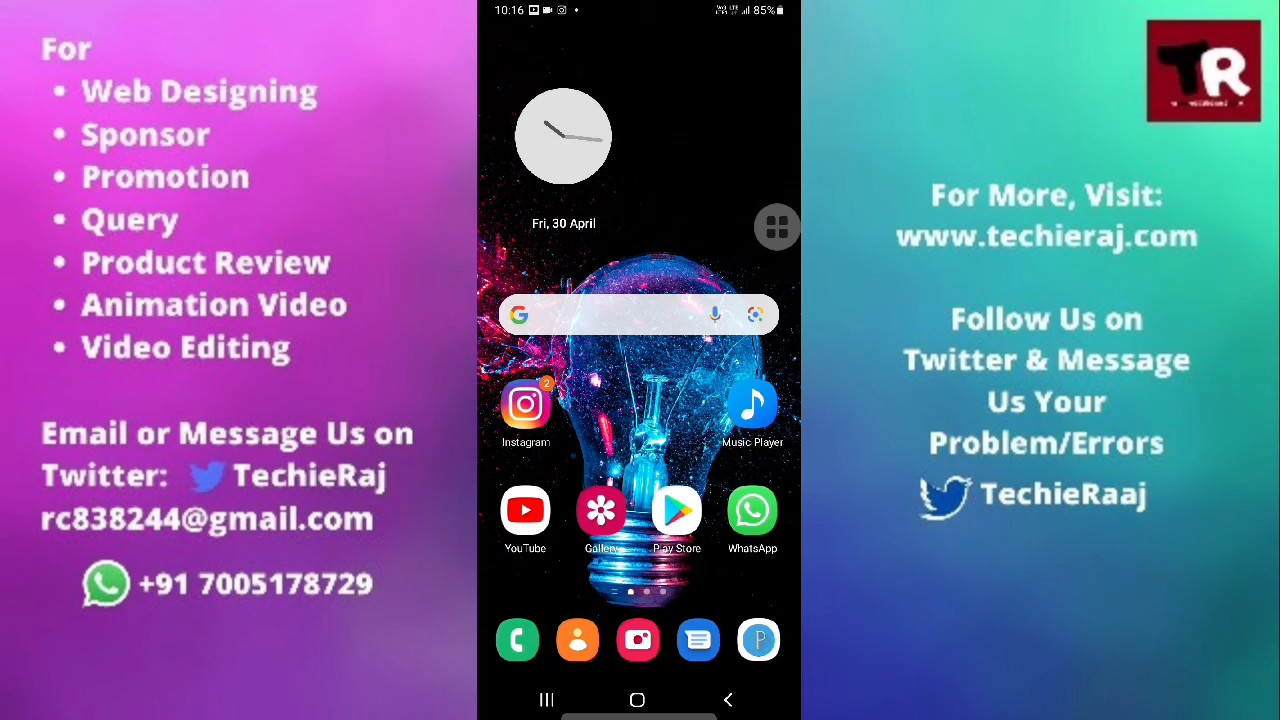 For
• Web Designing
• Sponsor
• Promotion
• Query
• Product Review
• Animation Video
• Video Editing
Email or Message Us on
Twitter: TechieRaj
rc838244@gmail.com
+91 7005178729
10:16
85%
Fri, 30 April
2
Instagram
Music Player
YouTube
Gallery
Play Store
WhatsApp
P
TR
For More, Visit:
www.techieraj.com
Follow Us on
Twitter & Message
Us Your
Problem/Errors
TechieRaaj